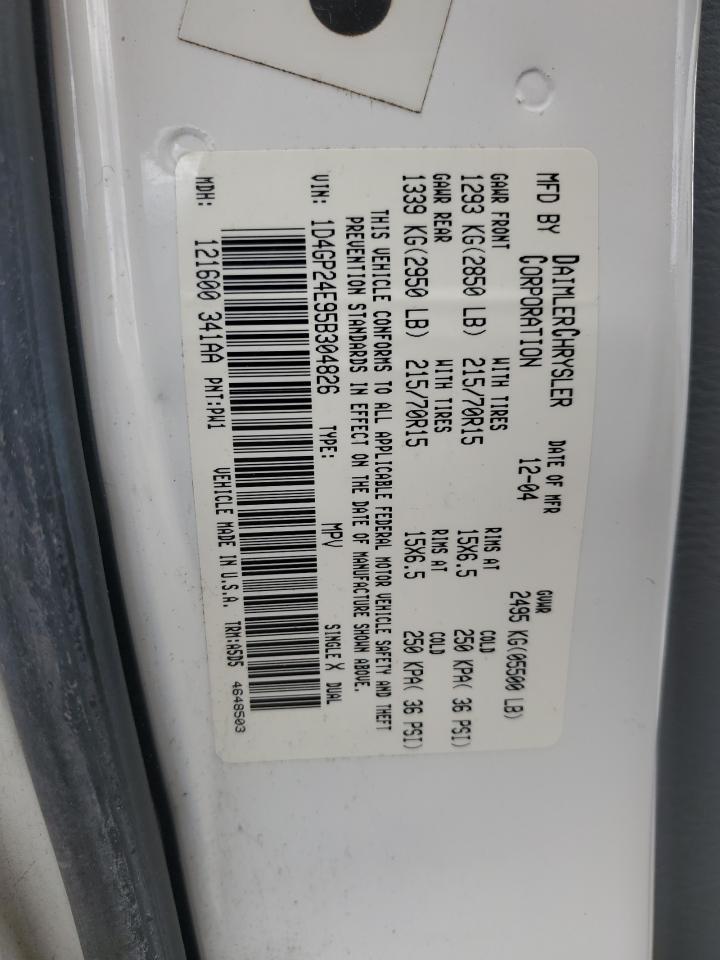 MFD BY DAIMLERCHRYSLER CORPORATION DATE OF MFR 12-04 GVWR 2495 KG(05500 LB)
GAWR FRONT WITH TIRES RIMS AT COLD
1293 KG(2850 LB) 215/70R15 15X6.5 250 KPA( 36 PSI)
GAWR REAR WITH TIRES RIMS AT COLD
1339 KG(2950 LB) 215/70R15 15X6.5 250 KPA( 36 PSI)
THIS VEHICLE CONFORMS TO ALL APPLICABLE FEDERAL MOTOR VEHICLE SAFETY AND THEFT
PREVENTION STANDARDS IN EFFECT ON THE DATE OF MANUFACTURE SHOWN ABOVE.
VIN: 1D4GP24E95B304826 TYPE: MPV SINGLE X DUAL
MDH: 121600 341AA PNT:PW1 VEHICLE MADE IN U.S.A. TRM:A5D5 4648503